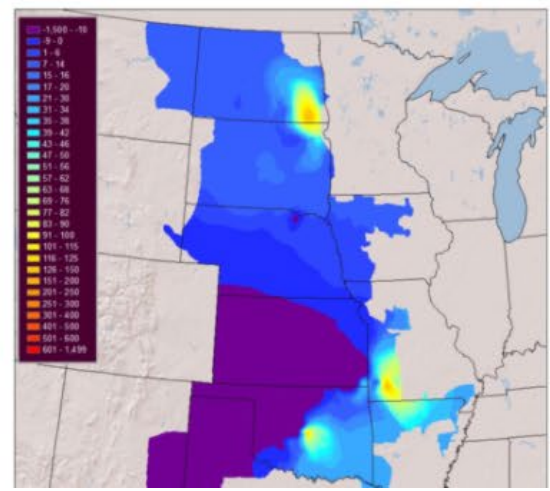 -1,500 - -10
-9 - 0
1 - 6
7 - 14
15 - 16
17 - 20
21 - 30
31 - 34
35 - 38
39 - 42
43 - 46
47 - 50
51 - 56
57 - 62
63 - 68
69 - 76
77 - 82
83 - 90
91 - 100
101 - 115
116 - 125
126 - 150
151 - 200
201 - 250
251 - 300
301 - 400
401 - 500
501 - 600
601 - 1,499